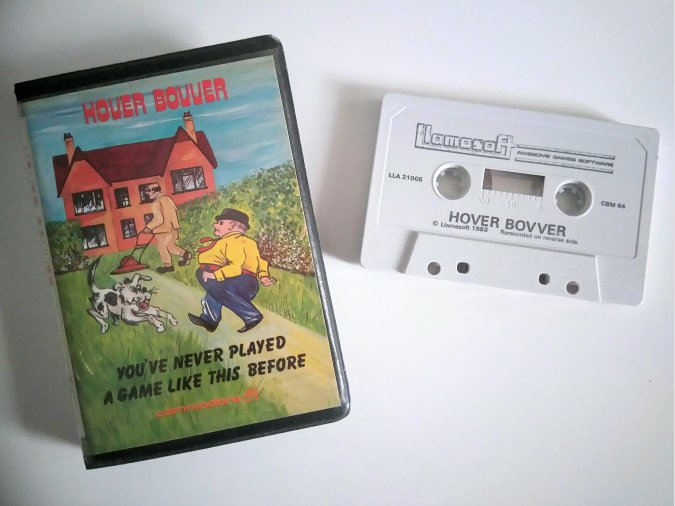 HOVER BOVVER
YOU'VE NEVER PLAYED
A GAME LIKE THIS BEFORE
commodore 64
llamasoft
AWESOME GAMES SOFTWARE
LLA 21005
100 50 0
CBM 64
HOVER BOVVER
© Llamasoft 1983 Rerecorded on reverse side.